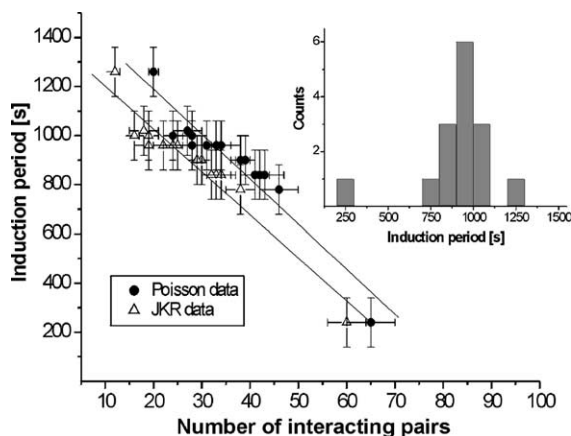 1400
1200
1000
800
600
400
200
Induction period [s]
10 20 30 40 50 60 70 80 90 100
Number of interacting pairs
Poisson data
JKR data
6
4
2
Counts
250 500 750 1000 1250 1500
Induction period [s]